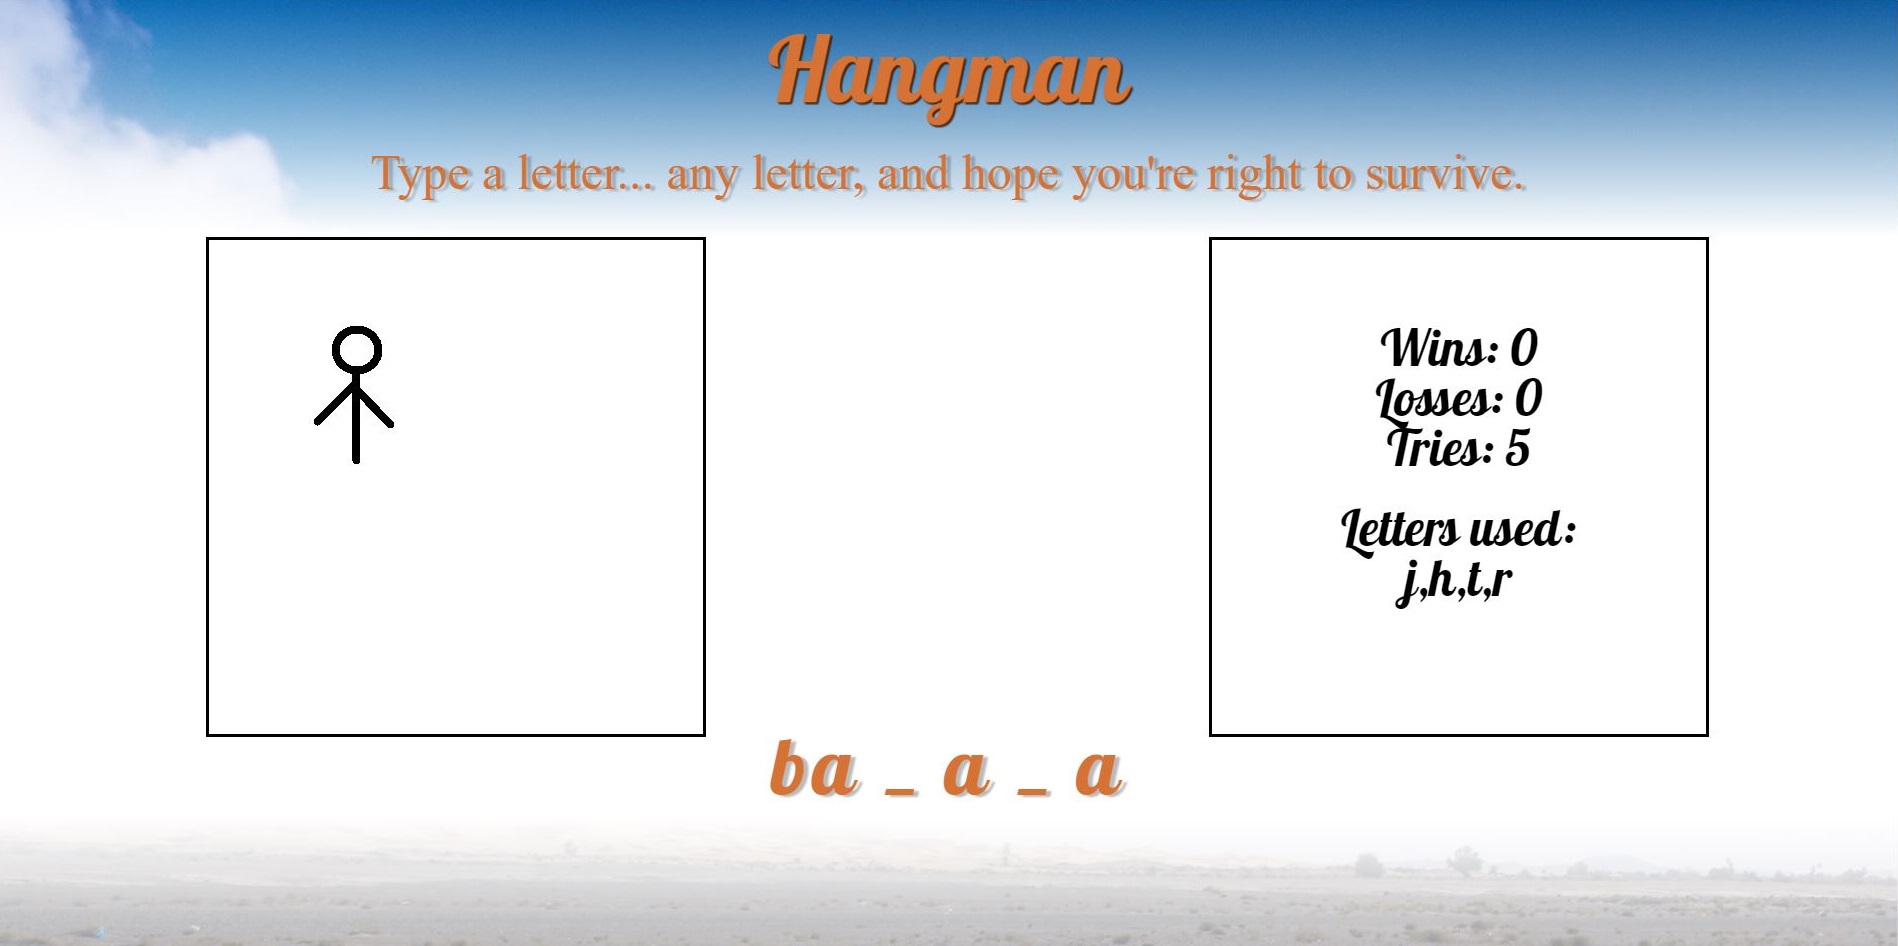 Hangman
Type a letter... any letter, and hope you're right to survive.
Wins: 0
Losses: 0
Tries: 5
Letters used:
j,h,t,r
ba _ a _ a